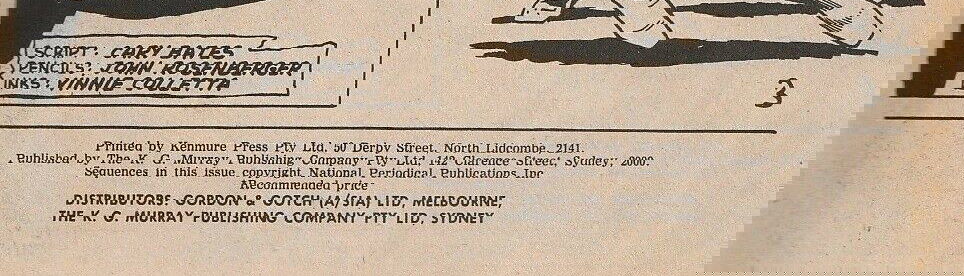 SCRIPT: CARY BATES
PENCILS: JOHN ROSENBERGER
INKS: VINNIE COLLETTA
Printed by Kenmure Press Pty Ltd, 50 Derby Street, North Lidcombe, 2141.
Published by The K. G. Murray Publishing Company Pty Ltd, 142 Clarence Street, Sydney, 2000.
Sequences in this issue copyright National Periodical Publications Inc
Recommended price
DISTRIBUTORS: GORDON & GOTCH (A/SIA) LTD, MELBOURNE,
THE K. G. MURRAY PUBLISHING COMPANY PTY LTD, SYDNEY